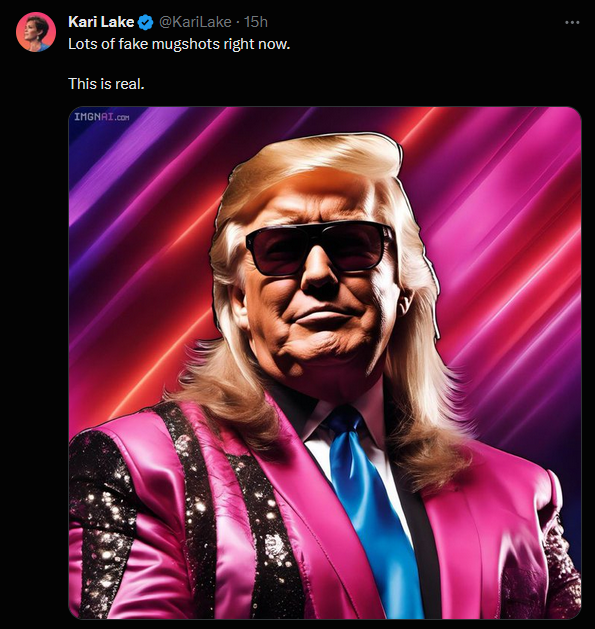 Kari Lake @KariLake · 15h
Lots of fake mugshots right now.
This is real.
IMGNAI.COM